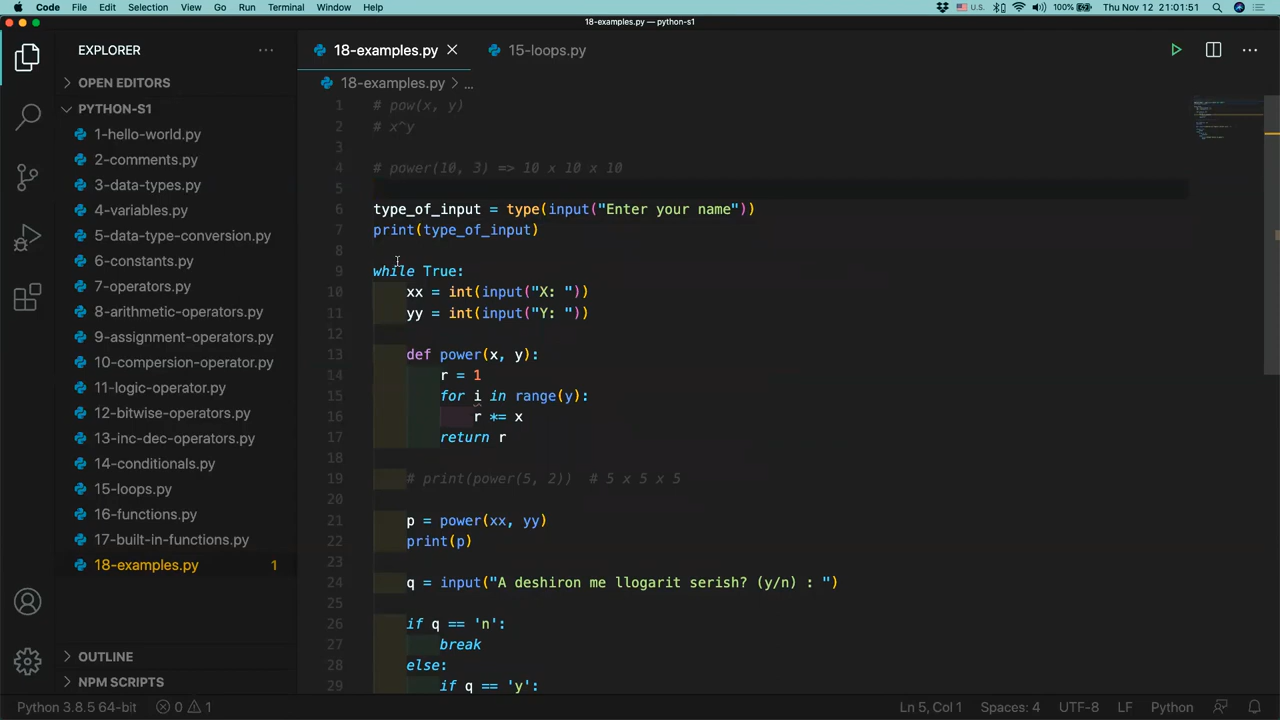 Code File Edit Selection View Go Run Terminal Window Help U.S. 100% Thu Nov 12 21:01:51
18-examples.py — python-s1
EXPLORER
OPEN EDITORS
PYTHON-S1
1-hello-world.py
2-comments.py
3-data-types.py
4-variables.py
5-data-type-conversion.py
6-constants.py
7-operators.py
8-arithmetic-operators.py
9-assignment-operators.py
10-compersion-operator.py
11-logic-operator.py
12-bitwise-operators.py
13-inc-dec-operators.py
14-conditionals.py
15-loops.py
16-functions.py
17-built-in-functions.py
18-examples.py 1
OUTLINE
NPM SCRIPTS
18-examples.py 15-loops.py
18-examples.py > ...
1 # pow(x, y)
2 # x^y
3
4 # power(10, 3) => 10 x 10 x 10
5
6 type_of_input = type(input("Enter your name"))
7 print(type_of_input)
8
9 while True:
10 xx = int(input("X: "))
11 yy = int(input("Y: "))
12
13 def power(x, y):
14 r = 1
15 for i in range(y):
16 r *= x
17 return r
18
19 # print(power(5, 2)) # 5 x 5 x 5
20
21 p = power(xx, yy)
22 print(p)
23
24 q = input("A deshiron me llogarit serish? (y/n) : ")
25
26 if q == 'n':
27 break
28 else:
29 if q == 'y':
Python 3.8.5 64-bit 0 1 Ln 5, Col 1 Spaces: 4 UTF-8 LF Python